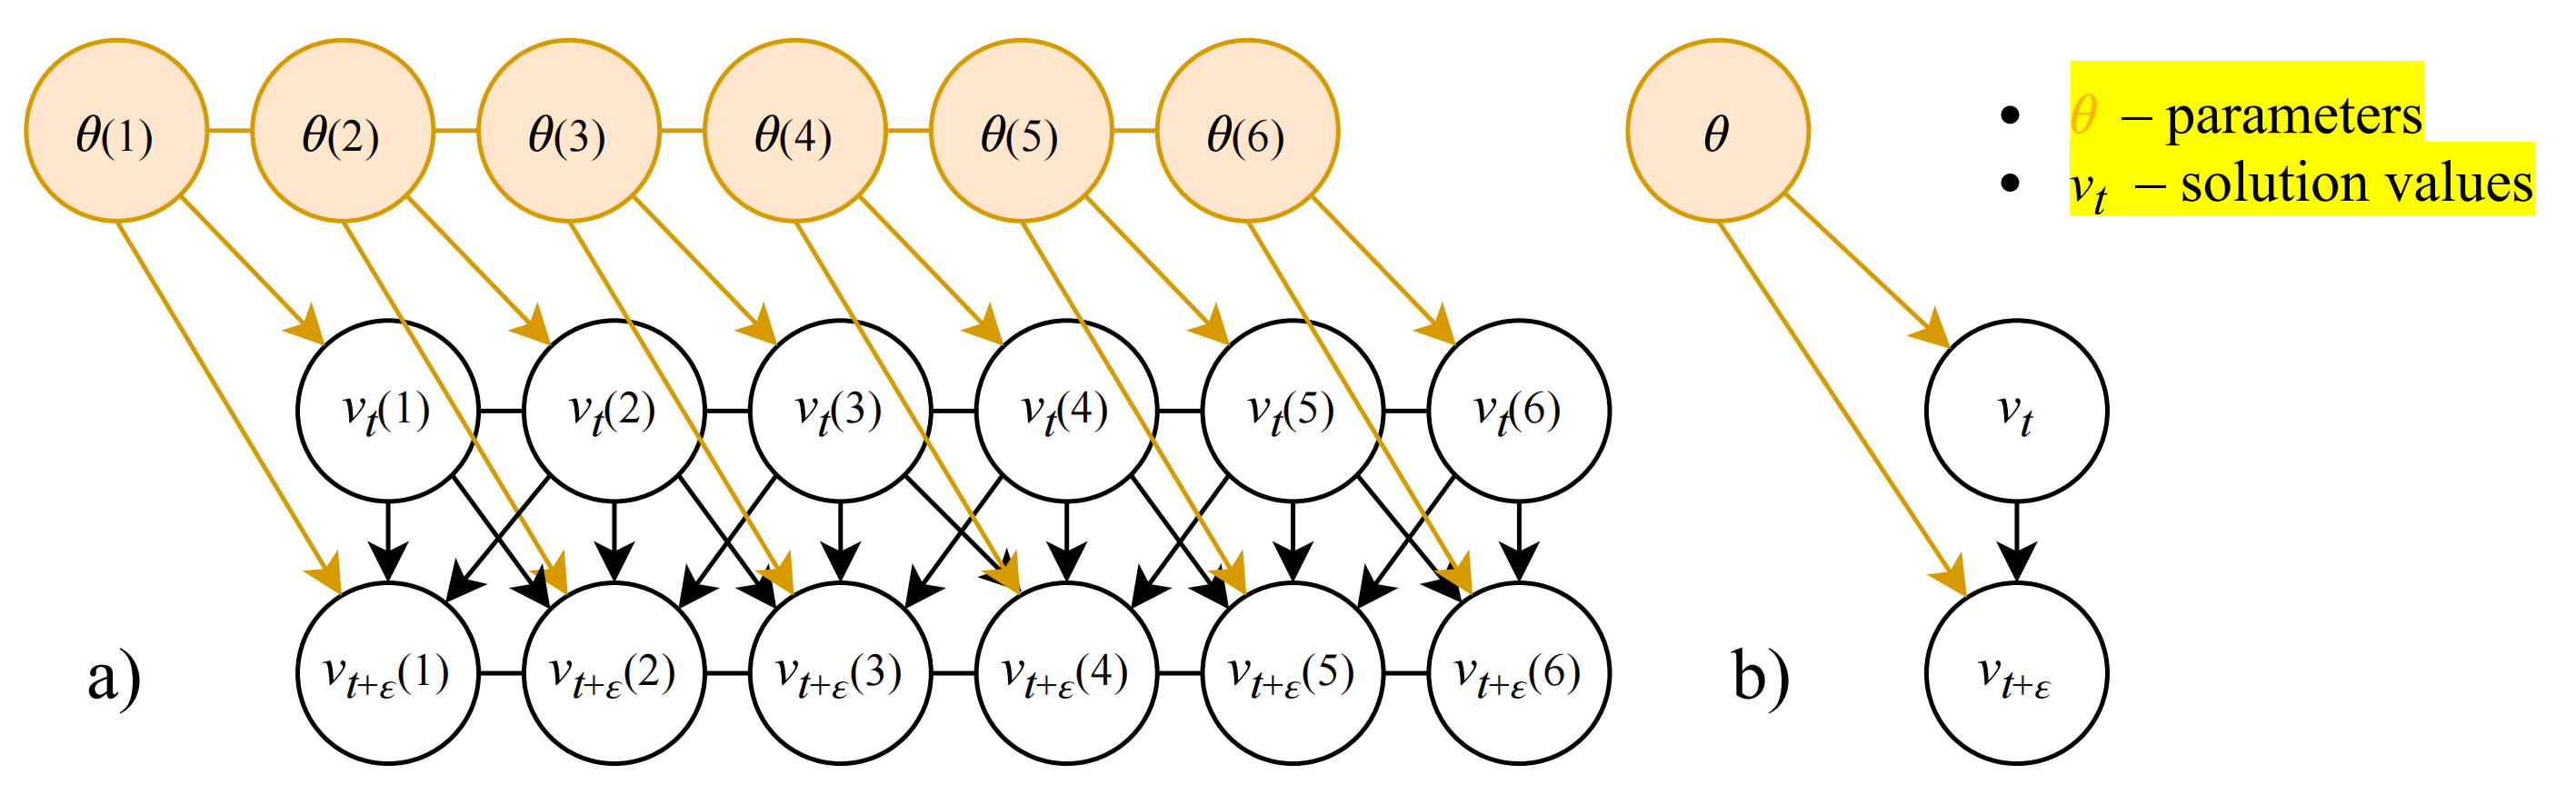 θ(1) θ(2) θ(3) θ(4) θ(5) θ(6)
v_t(1) v_t(2) v_t(3) v_t(4) v_t(5) v_t(6)
v_{t+ε}(1) v_{t+ε}(2) v_{t+ε}(3) v_{t+ε}(4) v_{t+ε}(5) v_{t+ε}(6)
a)
θ
v_t
v_{t+ε}
b)
• θ – parameters
• v_t – solution values